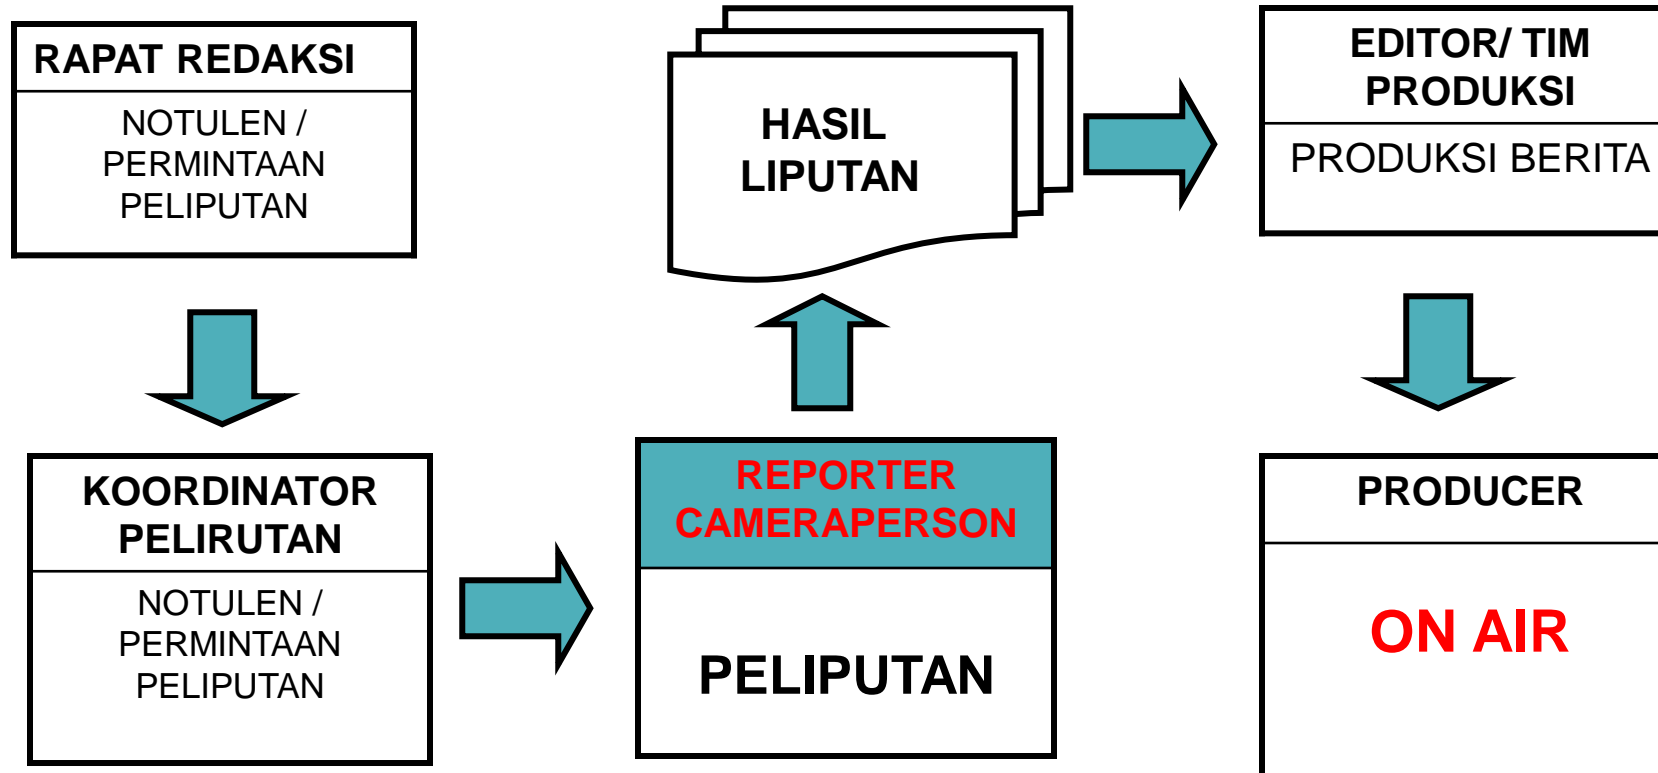 RAPAT REDAKSI
NOTULEN /
PERMINTAAN
PELIPUTAN
KOORDINATOR
PELIRUTAN
NOTULEN /
PERMINTAAN
PELIPUTAN
REPORTER
CAMERAPERSON
PELIPUTAN
HASIL
LIPUTAN
EDITOR/ TIM
PRODUKSI
PRODUKSI BERITA
PRODUCER
ON AIR